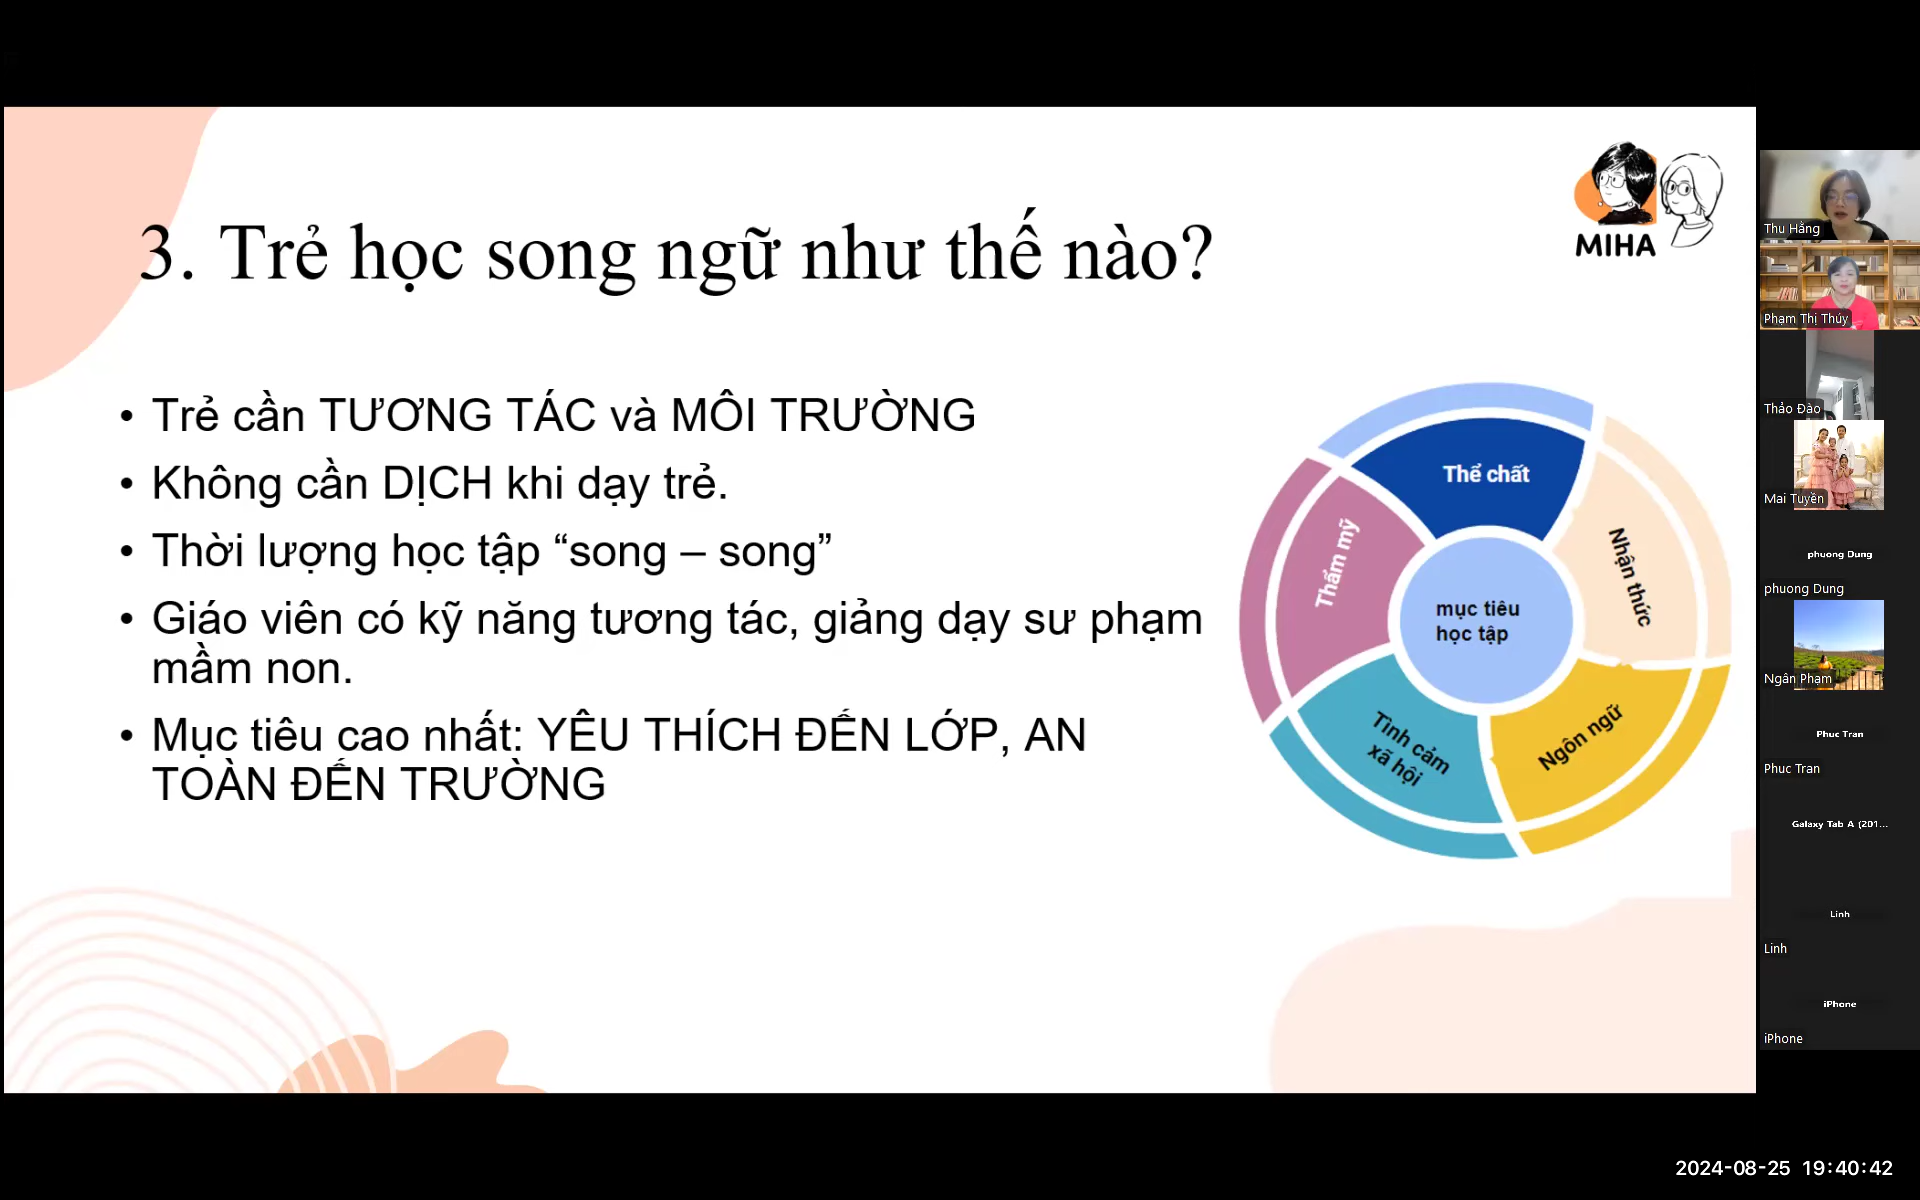 MIHA
3. Trẻ học song ngữ như thế nào?
• Trẻ cần TƯƠNG TÁC và MÔI TRƯỜNG
• Không cần DỊCH khi dạy trẻ.
• Thời lượng học tập “song – song”
• Giáo viên có kỹ năng tương tác, giảng dạy sư phạm
mầm non.
• Mục tiêu cao nhất: YÊU THÍCH ĐẾN LỚP, AN
TOÀN ĐẾN TRƯỜNG
Thể chất
Nhận thức
Ngôn ngữ
Tình cảm
xã hội
Thẩm mỹ
mục tiêu
học tập
Thu Hằng
Phạm Thị Thúy
Thảo Đào
Mai Tuyền
phuong Dung
phuong Dung
Ngân Phạm
Phuc Tran
Phuc Tran
Galaxy Tab A (201...
Linh
Linh
iPhone
iPhone
2024-08-25 19:40:42